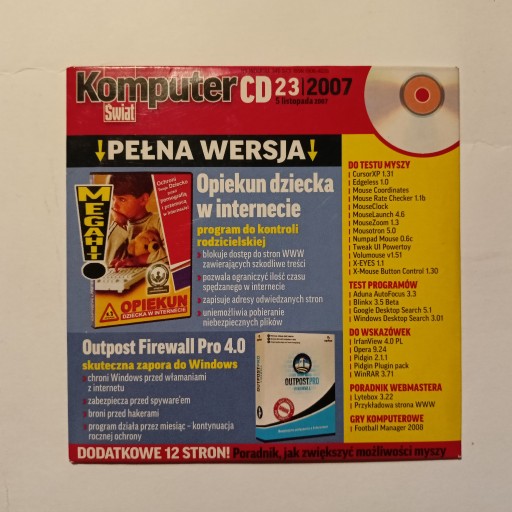 Komputer
Świat
CD 23|2007
5 listopada 2007
↓PEŁNA WERSJA↓
MEGAHIT!
Ochroni
Twoje Dziecko
przed
pornografią
i przemocą
w internecie!
OPIEKUN
DZIECKA W INTERNECIE
Opiekun dziecka
w internecie
program do kontroli
rodzicielskiej
blokuje dostęp do stron WWW
zawierających szkodliwe treści
pozwala ograniczyć ilość czasu
spędzanego w internecie
zapisuje adresy odwiedzanych stron
uniemożliwia pobieranie
niebezpiecznych plików
Outpost Firewall Pro 4.0
skuteczna zapora do Windows
chroni Windows przed włamaniami
z internetu
zabezpiecza przed spyware'em
broni przed hakerami
program działa przez miesiąc - kontynuacja
rocznej ochrony
OUTPOST PRO
FIREWALL
DO TESTU MYSZY
CursorXP 1.31
Edgeless 1.0
Mouse Coordinates
Mouse Rate Checker 1.1b
MouseClock
MouseLaunch 4.6
MouseZoom 1.3
Mousotron 5.0
Numpad Mouse 0.6c
Tweak UI Powertoy
Volumouse v1.51
X-EYES 1.1
X-Mouse Button Control 1.30
TEST PROGRAMÓW
Aduna AutoFocus 3.3
Blinkx 3.5 Beta
Google Desktop Search 5.1
Windows Desktop Search 3.01
DO WSKAZÓWEK
IrfanView 4.0 PL
Opera 9.24
Pidgin 2.1.1
Pidgin Plugin pack
WinRAR 3.71
PORADNIK WEBMASTERA
Lytebox 3.22
Przykładowa strona WWW
GRY KOMPUTEROWE
Football Manager 2008
DODATKOWE 12 STRON! Poradnik, jak zwiększyć możliwości myszy